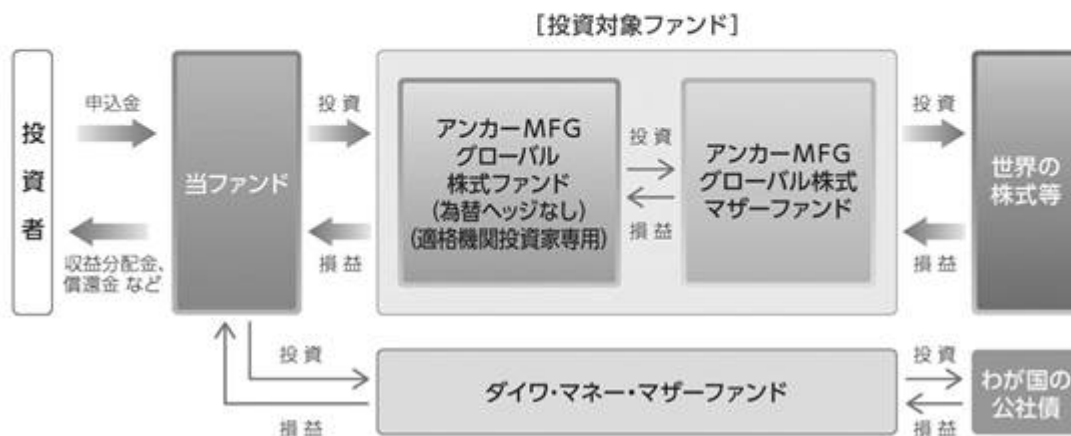 [投資対象ファンド]
投資者
申込金
収益分配金、
償還金 など
当ファンド
投資
損益
アンカーMFG
グローバル
株式ファンド
(為替ヘッジなし)
(適格機関投資家専用)
投資
損益
アンカーMFG
グローバル株式
マザーファンド
投資
損益
世界の
株式等
投資
損益
ダイワ・マネー・マザーファンド
投資
損益
わが国の
公社債